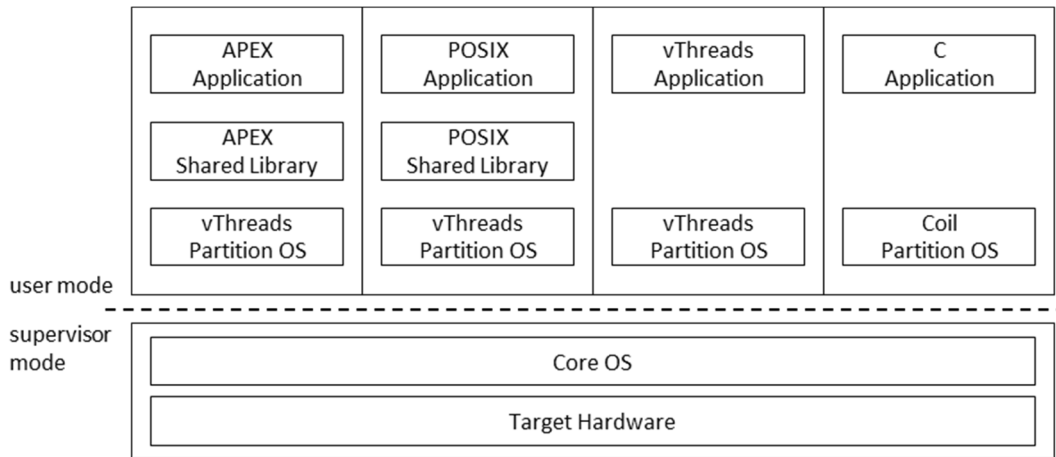 APEX
Application
POSIX
Application
vThreads
Application
C
Application
APEX
Shared Library
POSIX
Shared Library
vThreads
Partition OS
vThreads
Partition OS
vThreads
Partition OS
Coil
Partition OS
user mode
supervisor
mode
Core OS
Target Hardware